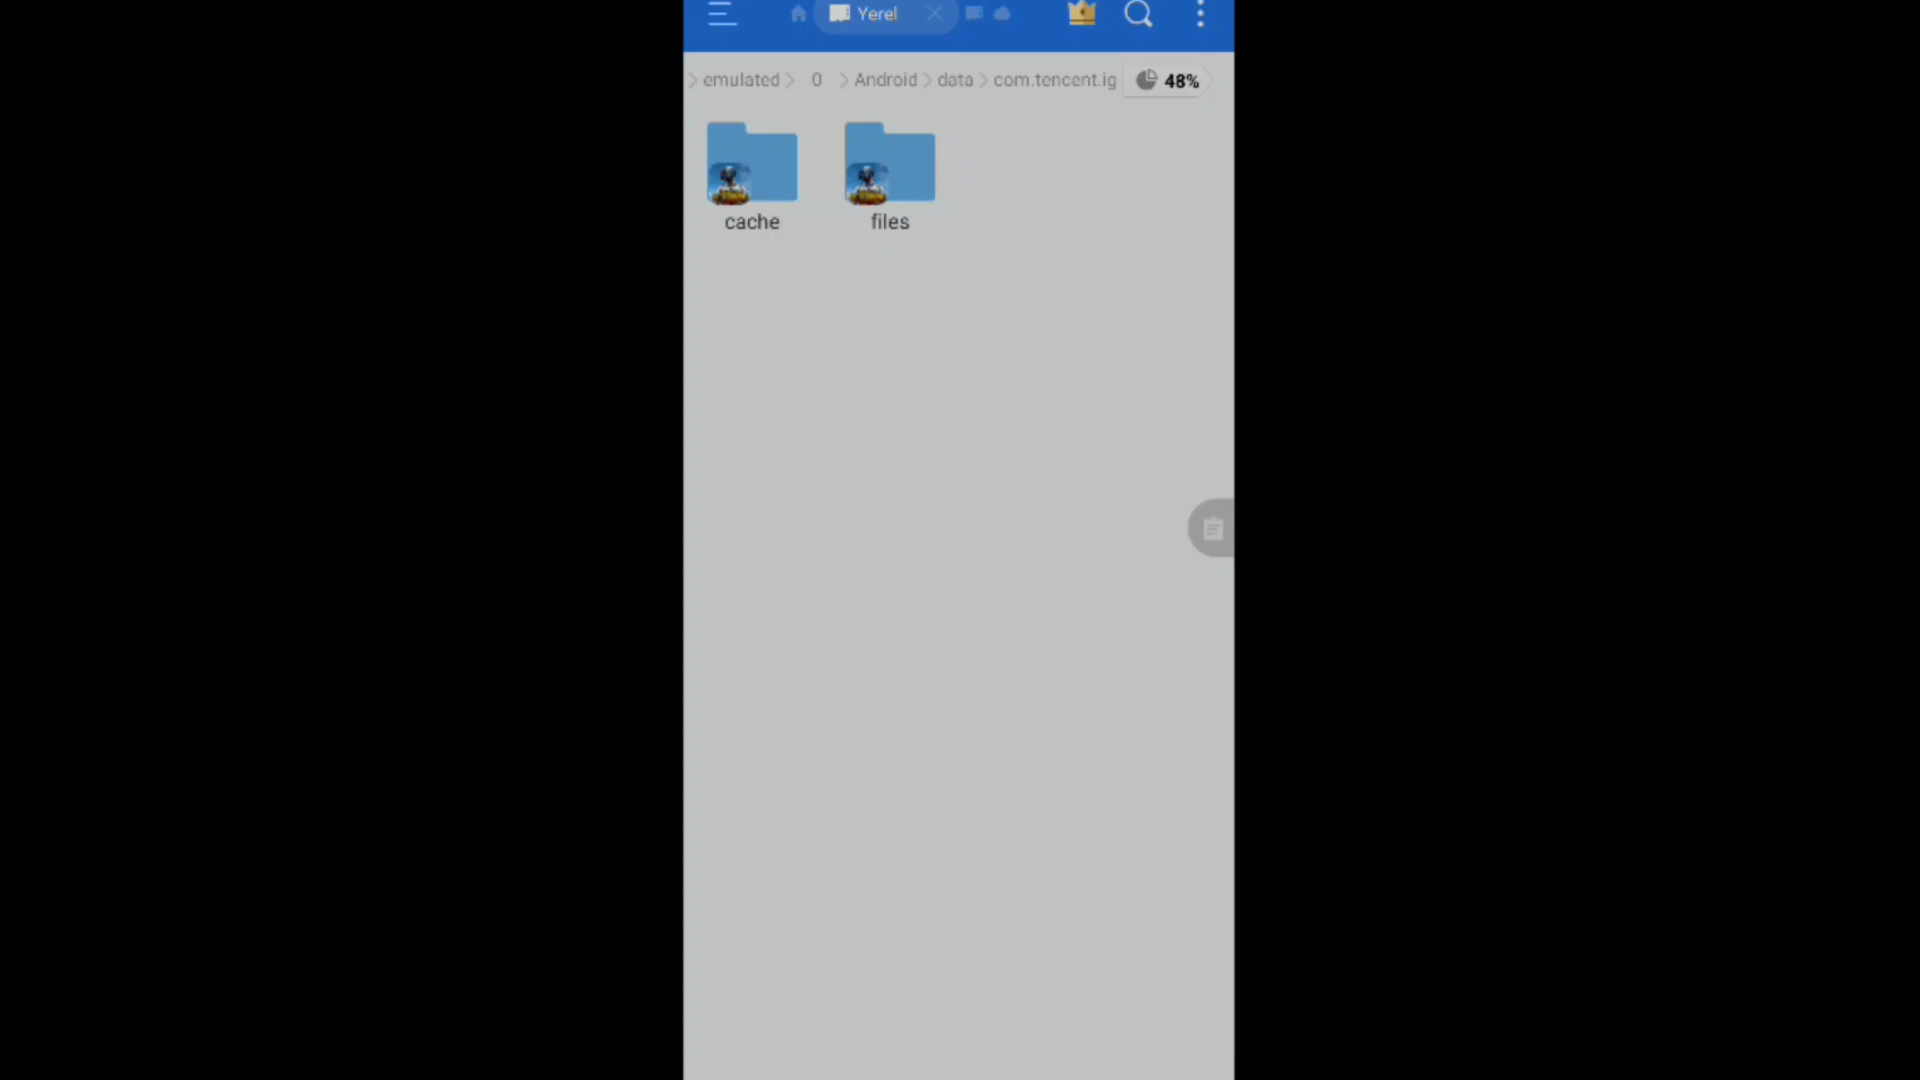 Yerel
emulated 0 Android data com.tencent.ig 48%
cache files